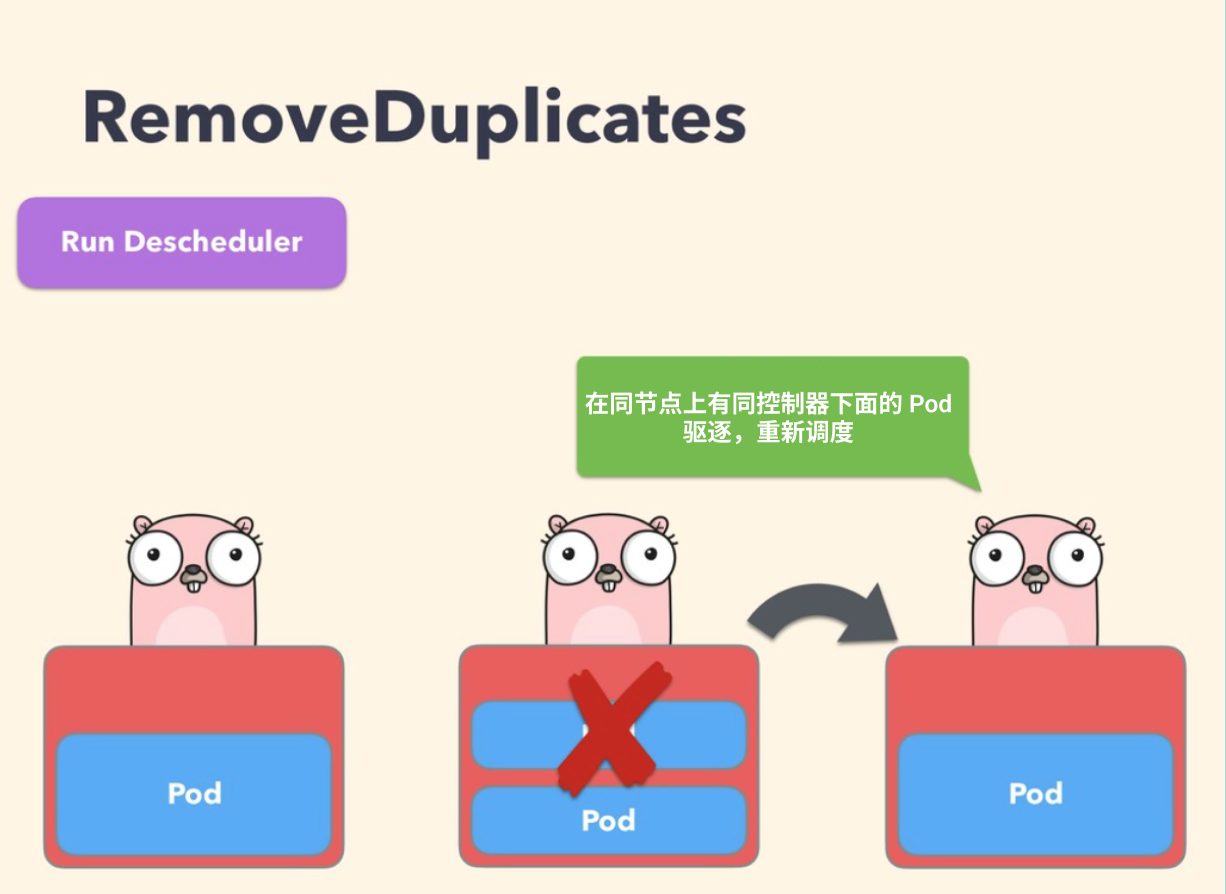 RemoveDuplicates
Run Descheduler
在同节点上有同控制器下面的 Pod
驱逐，重新调度
Pod
Pod
Pod